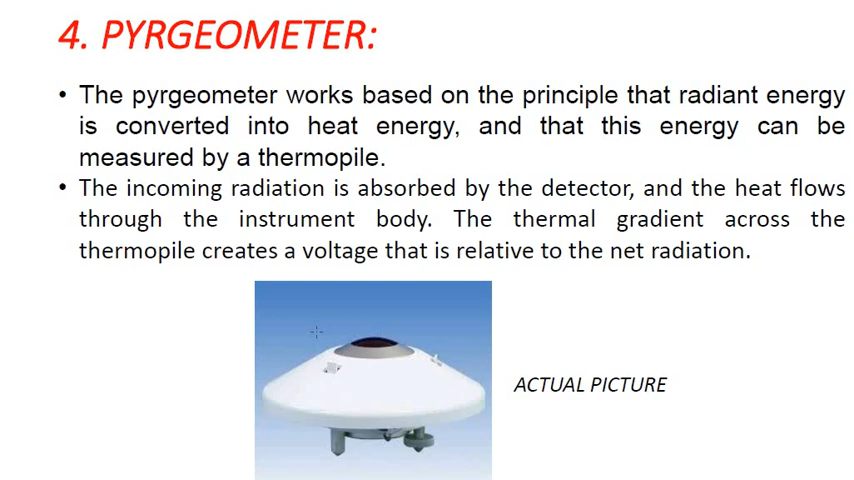 4. PYRGEOMETER:
• The pyrgeometer works based on the principle that radiant energy
is converted into heat energy, and that this energy can be
measured by a thermopile.
• The incoming radiation is absorbed by the detector, and the heat flows
through the instrument body. The thermal gradient across the
thermopile creates a voltage that is relative to the net radiation.
ACTUAL PICTURE